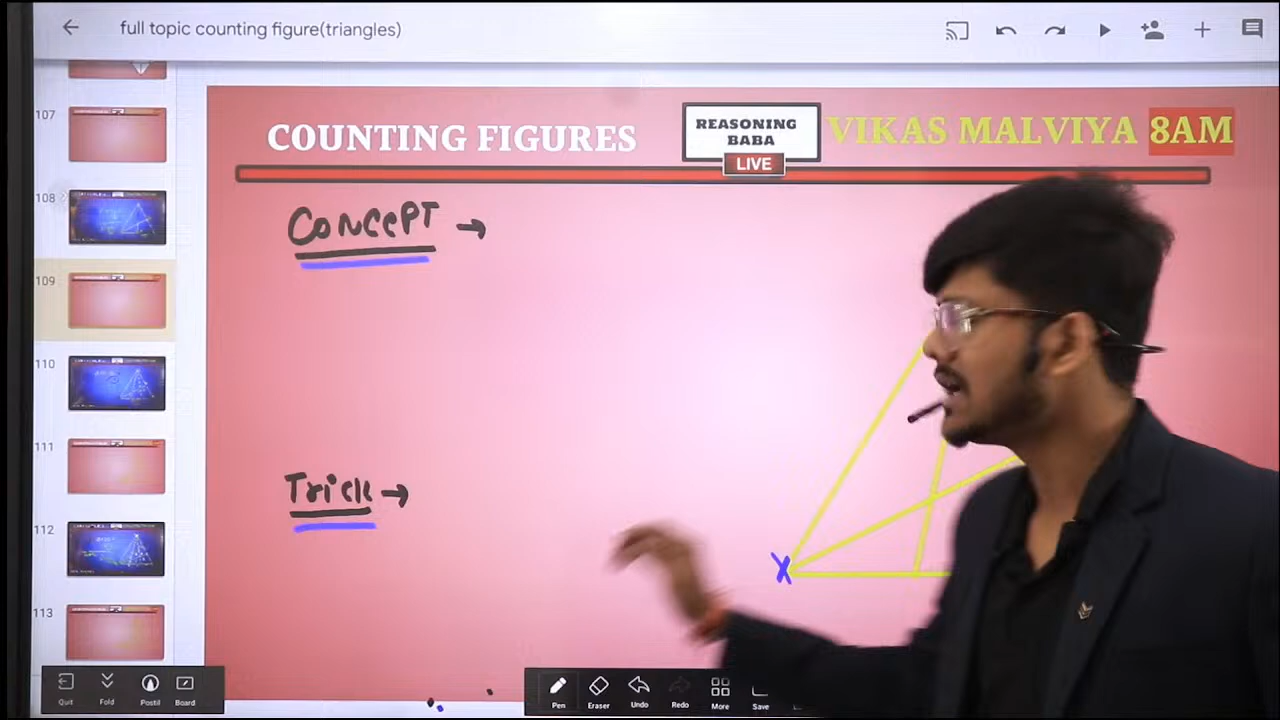 full topic counting figure(triangles)
107
108
109
110
111
112
113
COUNTING FIGURES
REASONING
BABA
LIVE
VIKAS MALVIYA 8AM
CONCEPT →
Trick →
X
Quit
Fold
Postil
Board
Pen
Eraser
Undo
Redo
More
Save